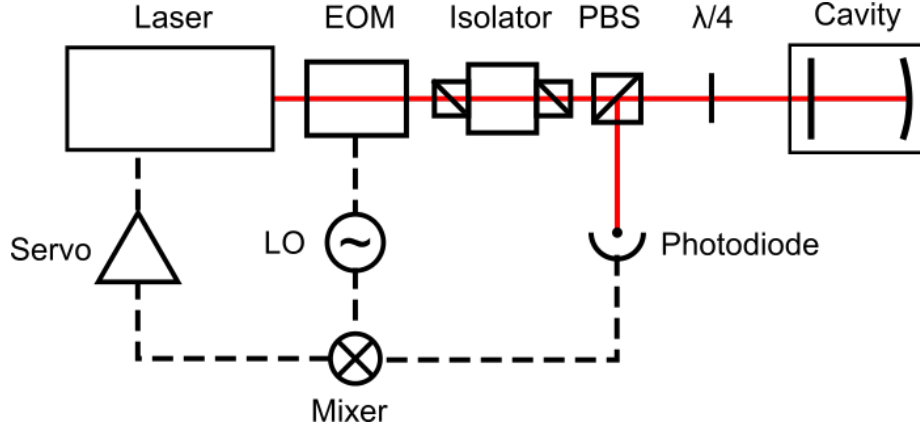 Laser
EOM
Isolator
PBS
λ/4
Cavity
Servo
LO
~
Photodiode
Mixer